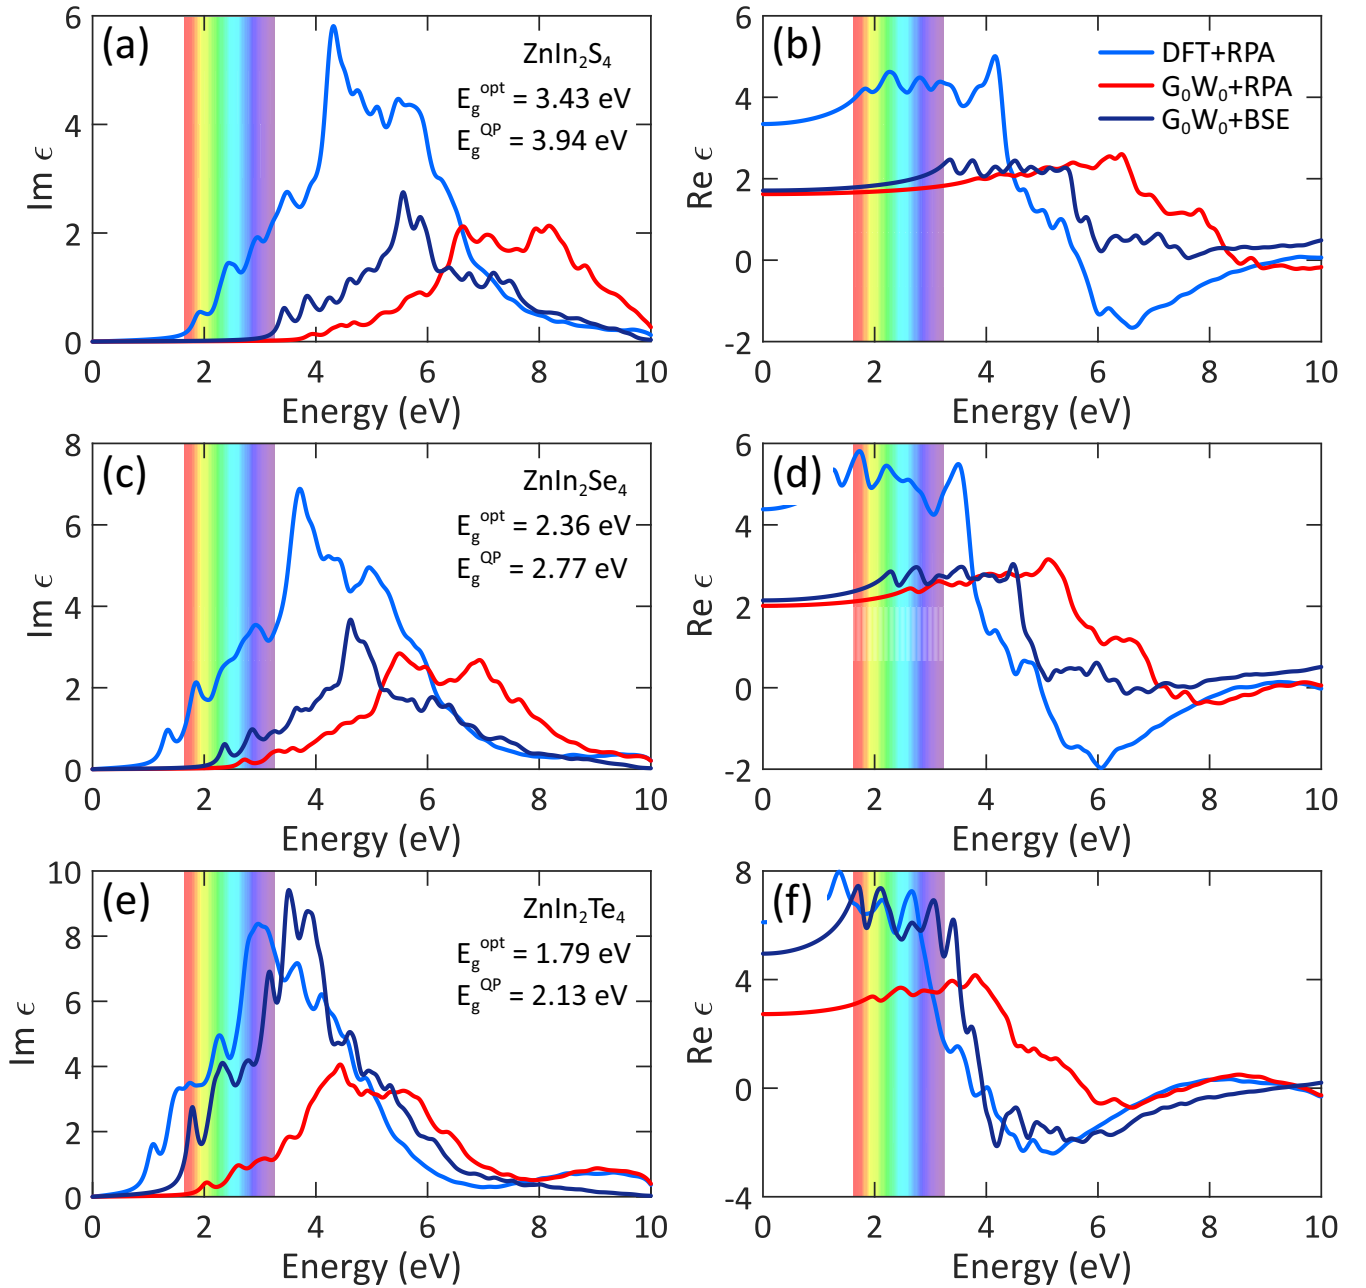 (a)
ZnIn₂S₄
E_g^opt = 3.43 eV
E_g^QP = 3.94 eV
6
4
2
0
Im ϵ
0 2 4 6 8 10
Energy (eV)
(b)
DFT+RPA
G₀W₀+RPA
G₀W₀+BSE
6
4
2
0
-2
Re ϵ
0 2 4 6 8 10
Energy (eV)
(c)
ZnIn₂Se₄
E_g^opt = 2.36 eV
E_g^QP = 2.77 eV
8
6
4
2
0
Im ϵ
0 2 4 6 8 10
Energy (eV)
(d)
6
4
2
0
-2
Re ϵ
0 2 4 6 8 10
Energy (eV)
(e)
ZnIn₂Te₄
E_g^opt = 1.79 eV
E_g^QP = 2.13 eV
10
8
6
4
2
0
Im ϵ
0 2 4 6 8 10
Energy (eV)
(f)
8
4
0
-4
Re ϵ
0 2 4 6 8 10
Energy (eV)